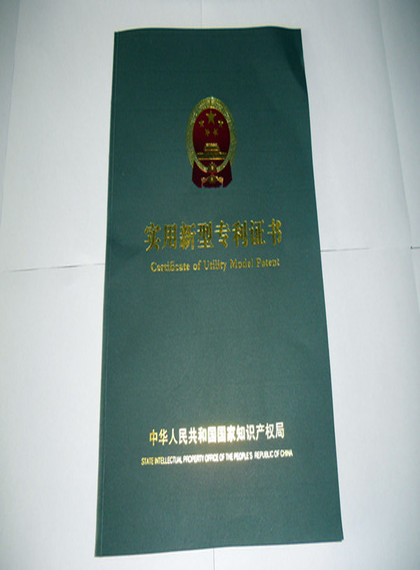 实用新型专利证书
Certificate of Utility Model Patent
中华人民共和国国家知识产权局
STATE INTELLECTUAL PROPERTY OFFICE OF THE PEOPLE'S REPUBLIC OF CHINA